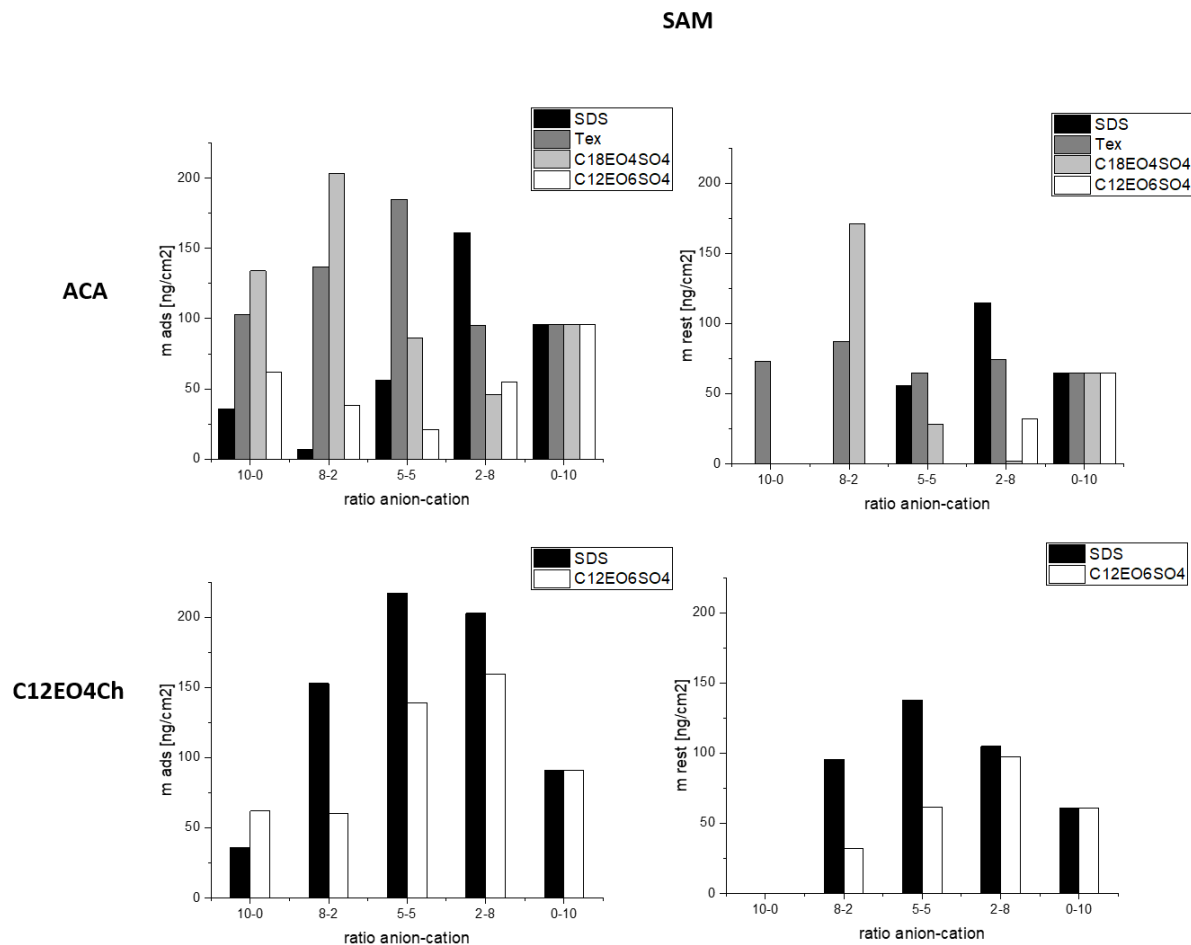 SAM
ACA
SDS
Tex
C18EO4SO4
C12EO6SO4
m ads [ng/cm2]
200
150
100
50
0
10-0 8-2 5-5 2-8 0-10
ratio anion-cation
SDS
Tex
C18EO4SO4
C12EO6SO4
m rest [ng/cm2]
200
150
100
50
0
10-0 8-2 5-5 2-8 0-10
ratio anion-cation
C12EO4Ch
SDS
C12EO6SO4
m ads [ng/cm2]
200
150
100
50
0
10-0 8-2 5-5 2-8 0-10
ratio anion-cation
SDS
C12EO6SO4
m rest [ng/cm2]
200
150
100
50
0
10-0 8-2 5-5 2-8 0-10
ratio anion-cation